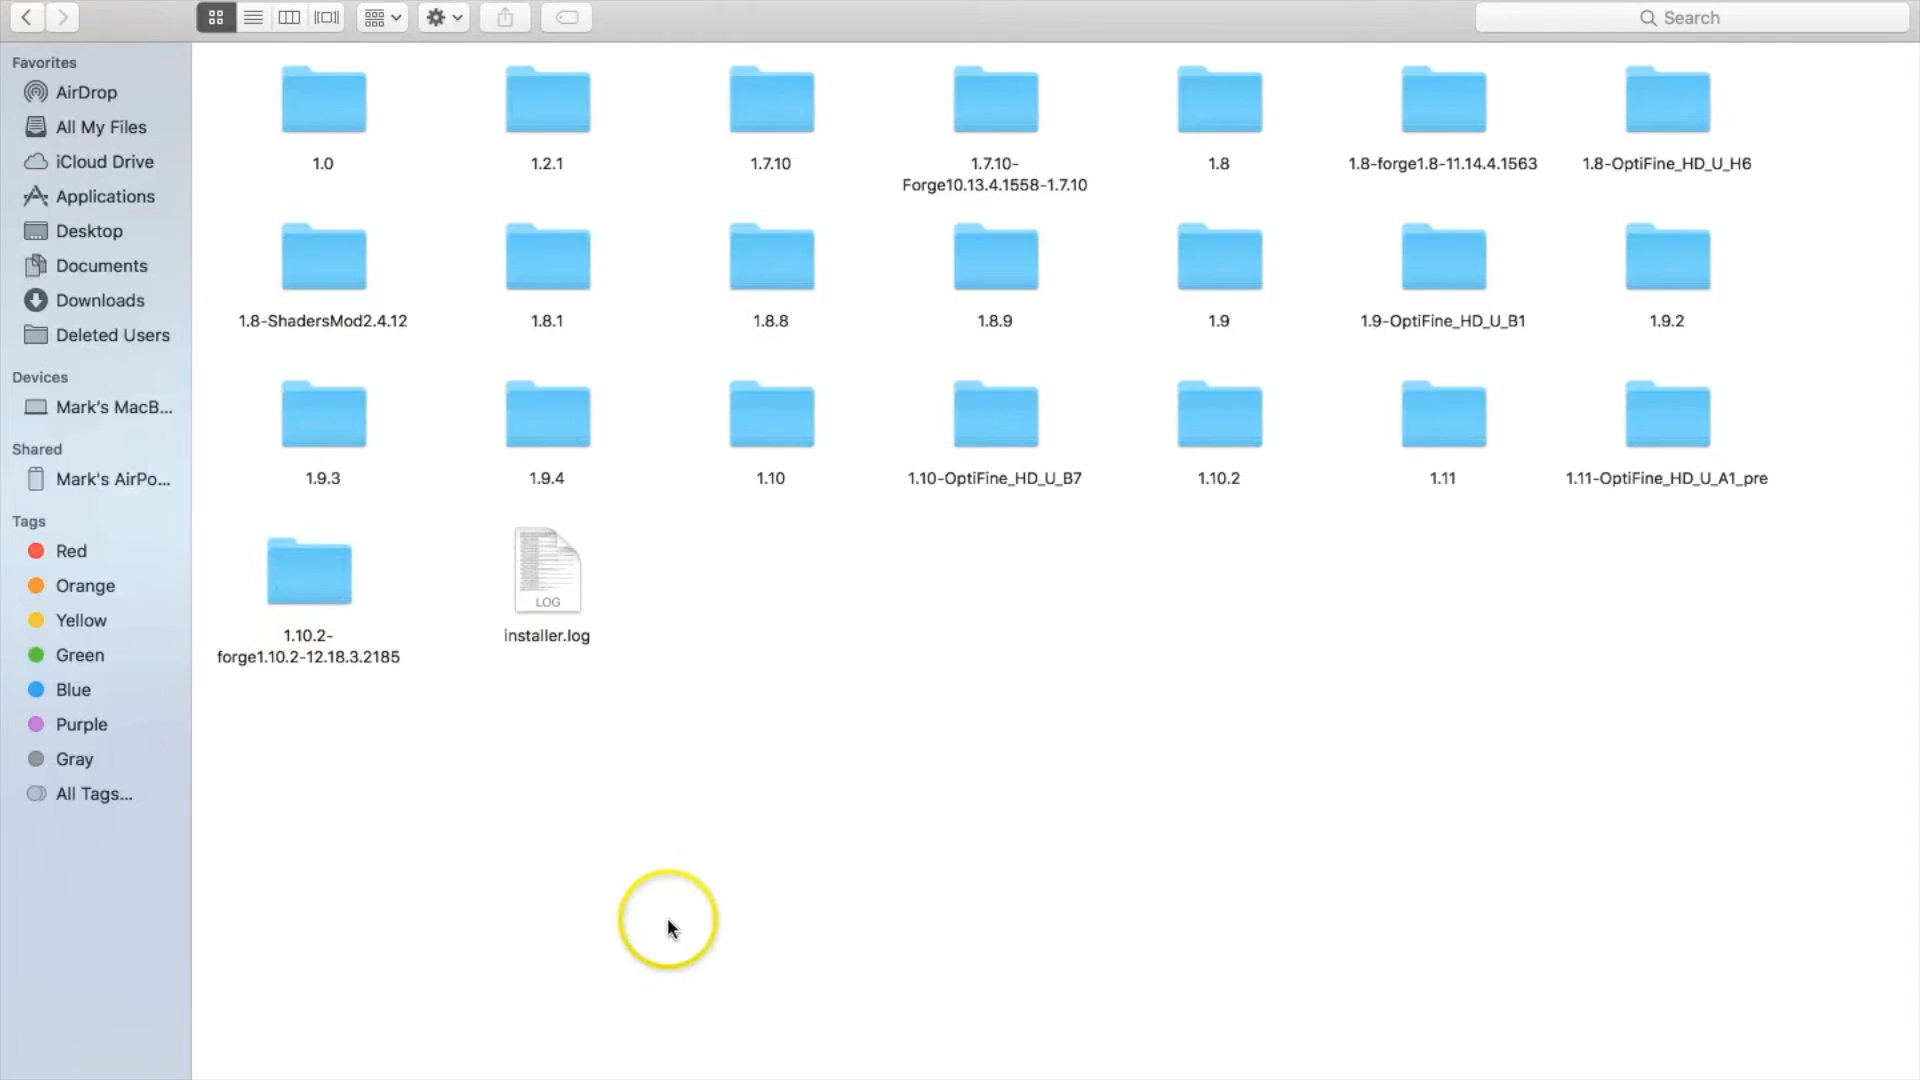 Search
Favorites
AirDrop
All My Files
iCloud Drive
Applications
Desktop
Documents
Downloads
Deleted Users
Devices
Mark's MacB...
Shared
Mark's AirPo...
Tags
Red
Orange
Yellow
Green
Blue
Purple
Gray
All Tags...
1.0
1.2.1
1.7.10
1.7.10-
Forge10.13.4.1558-1.7.10
1.8
1.8-forge1.8-11.14.4.1563
1.8-OptiFine_HD_U_H6
1.8-ShadersMod2.4.12
1.8.1
1.8.8
1.8.9
1.9
1.9-OptiFine_HD_U_B1
1.9.2
1.9.3
1.9.4
1.10
1.10-OptiFine_HD_U_B7
1.10.2
1.11
1.11-OptiFine_HD_U_A1_pre
1.10.2-
forge1.10.2-12.18.3.2185
LOG
installer.log